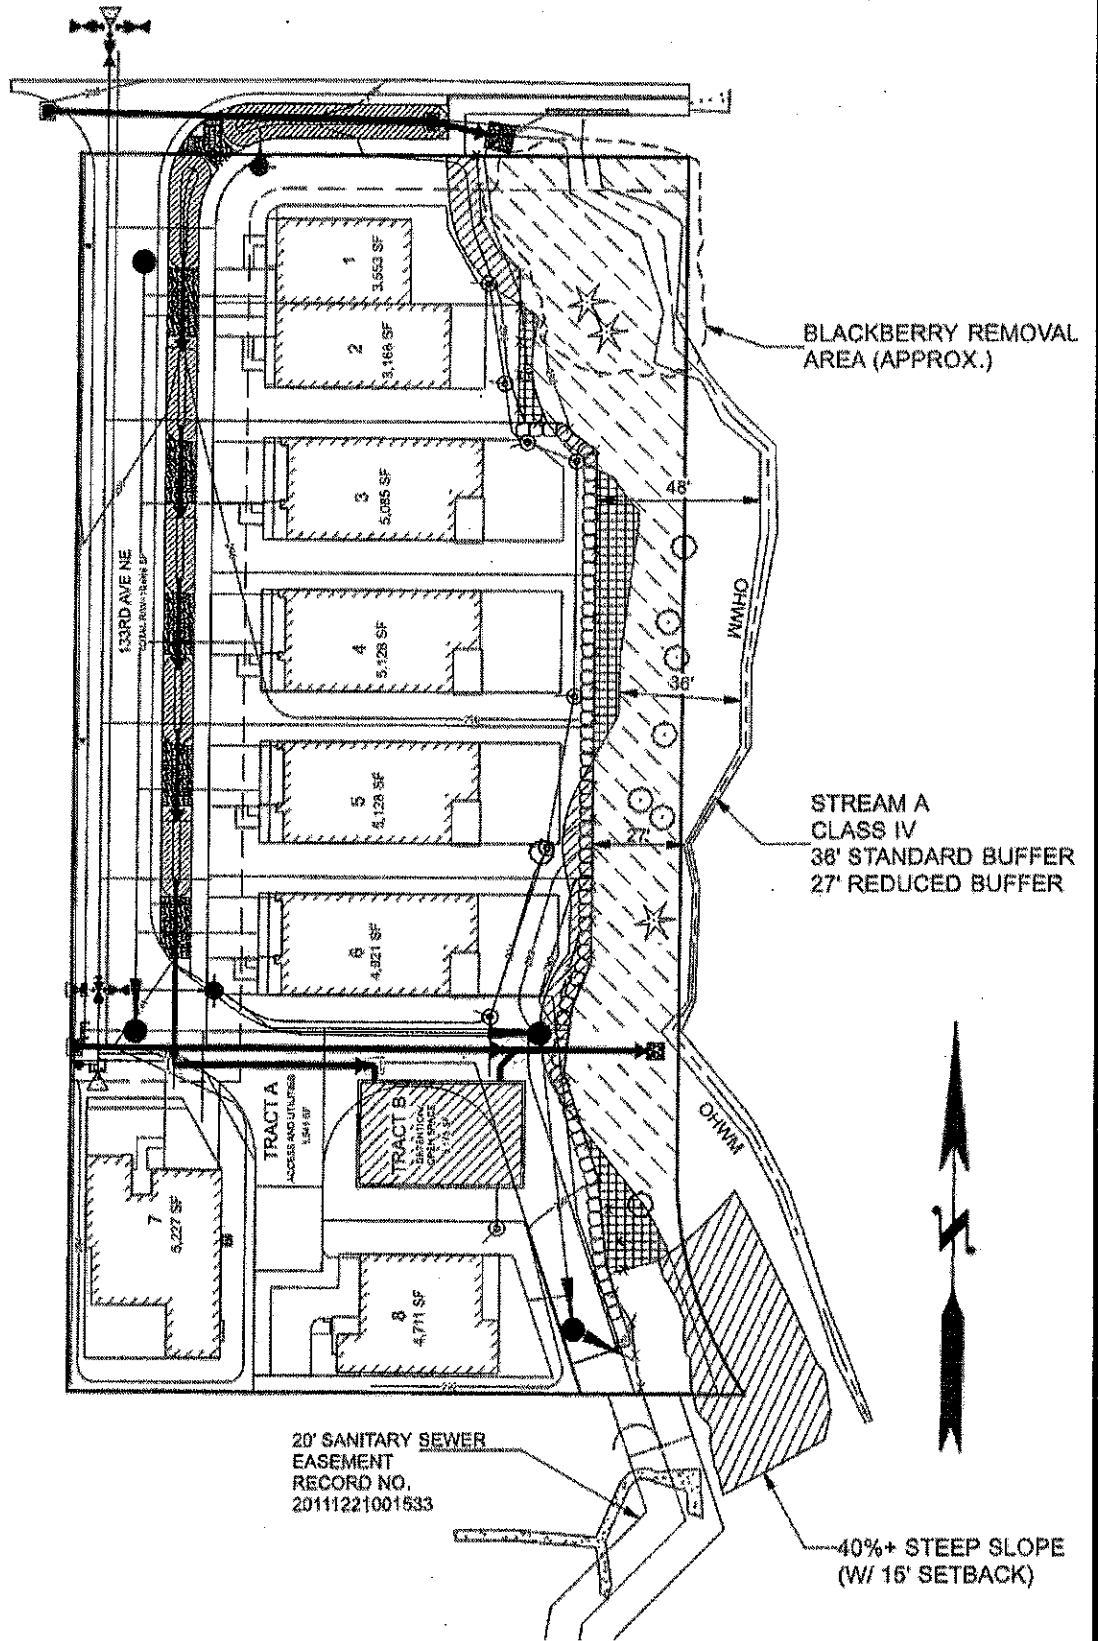 BLACKBERRY REMOVAL
AREA (APPROX.)
1
3,553 SF
2
3,168 SF
3
5,085 SF
48'
133RD AVE NE
OHWM
4
5,128 SF
36'
5
5,128 SF
27'
STREAM A
CLASS IV
36' STANDARD BUFFER
27' REDUCED BUFFER
6
4,921 SF
TRACT A
ACCESS AND UTILITIES
TRACT B
DETENTION/
OPEN SPACE
OHWM
7
5,227 SF
8
4,711 SF
20' SANITARY SEWER
EASEMENT
RECORD NO.
20111221001533
40%+ STEEP SLOPE
(W/ 15' SETBACK)